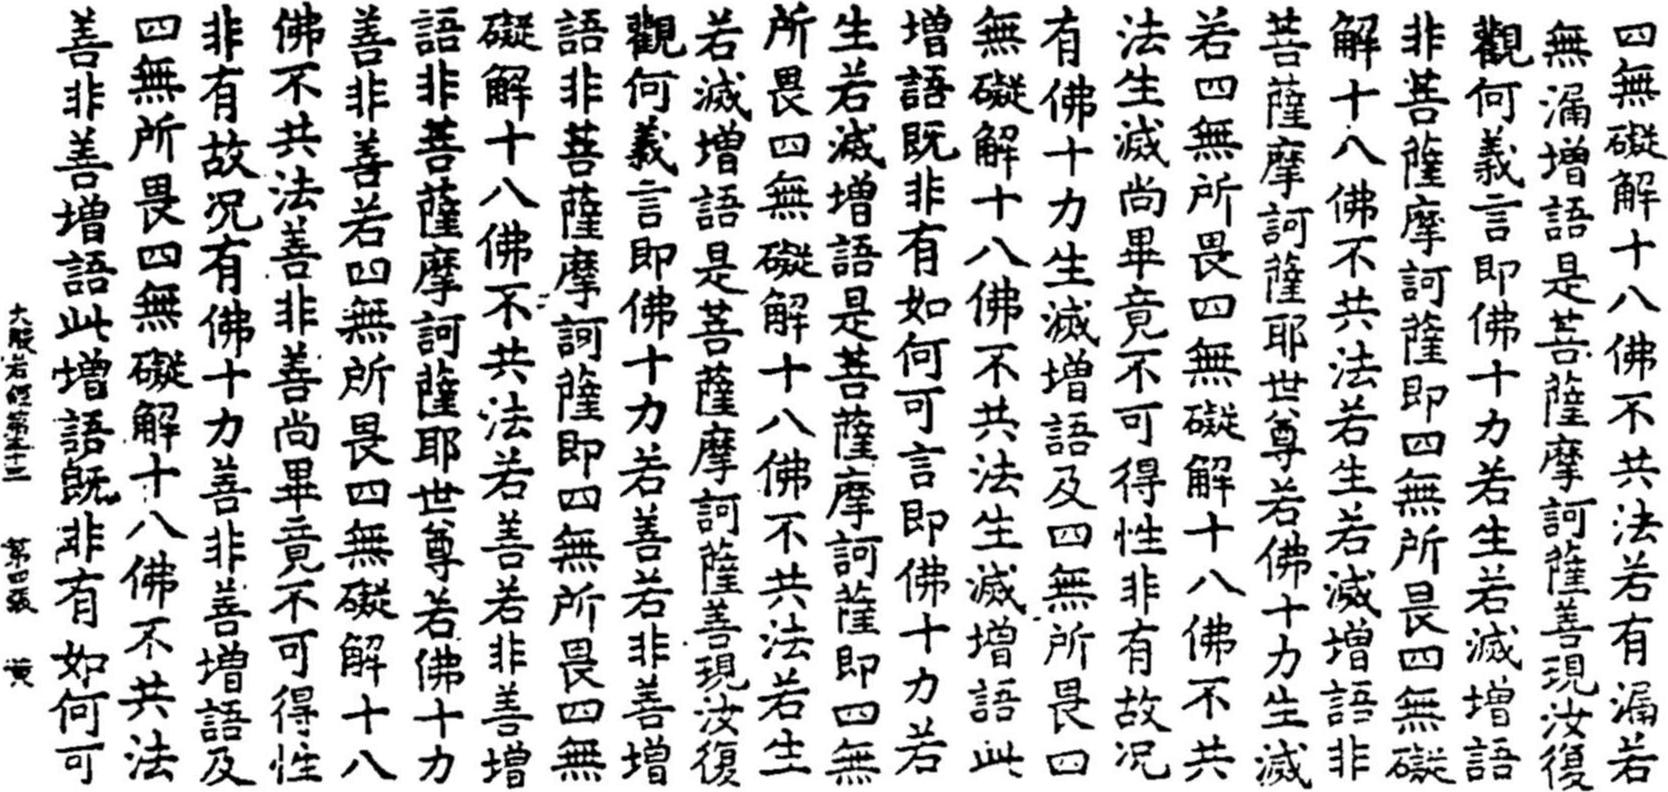 四無礙解十八佛不共法若有漏若
無漏增語是菩薩摩訶薩善現汝復
觀何義言即佛十力若生若滅增語
非菩薩摩訶薩即四無所畏四無礙
解十八佛不共法若生若滅增語非
菩薩摩訶薩耶世尊若佛十力生滅
若四無所畏四無礙解十八佛不共
法生滅尚畢竟不可得性非有故况
有佛十力生滅增語及四無所畏四
無礙解十八佛不共法生滅增語此
增語既非有如何可言即佛十力若
生若滅增語是菩薩摩訶薩即四無
所畏四無礙解十八佛不共法若生
若滅增語是菩薩摩訶薩善現汝復
觀何義言即佛十力若善若非善增
語非菩薩摩訶薩即四無所畏四無
礙解十八佛不共法若善若非善增
語非菩薩摩訶薩耶世尊若佛十力
善非善若四無所畏四無礙解十八
佛不共法善非善尚畢竟不可得性
非有故况有佛十力善非善增語及
四無所畏四無礙解十八佛不共法
善非善增語此增語既非有如何可
大般若經第三十三 第四張 黃